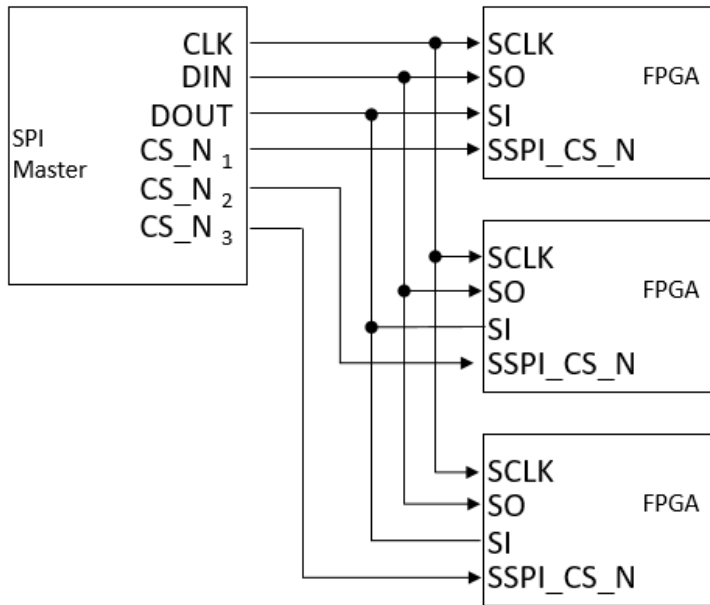 SPI
Master
CLK
DIN
DOUT
CS_N 1
CS_N 2
CS_N 3
SCLK
SO
SI
SSPI_CS_N
FPGA
SCLK
SO
SI
SSPI_CS_N
FPGA
SCLK
SO
SI
SSPI_CS_N
FPGA